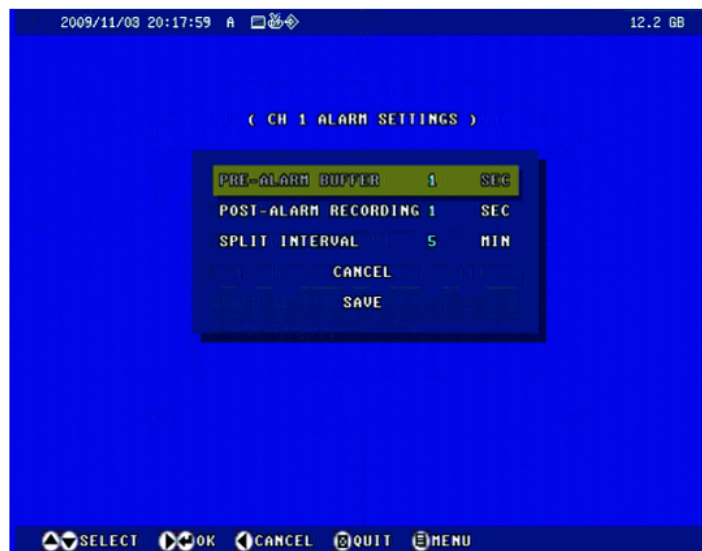 2009/11/03 20:17:59 A 12.2 GB
( CH 1 ALARM SETTINGS )
PRE-ALARM BUFFER 1 SEC
POST-ALARM RECORDING 1 SEC
SPLIT INTERVAL 5 MIN
CANCEL
SAVE
SELECT OK CANCEL QUIT MENU